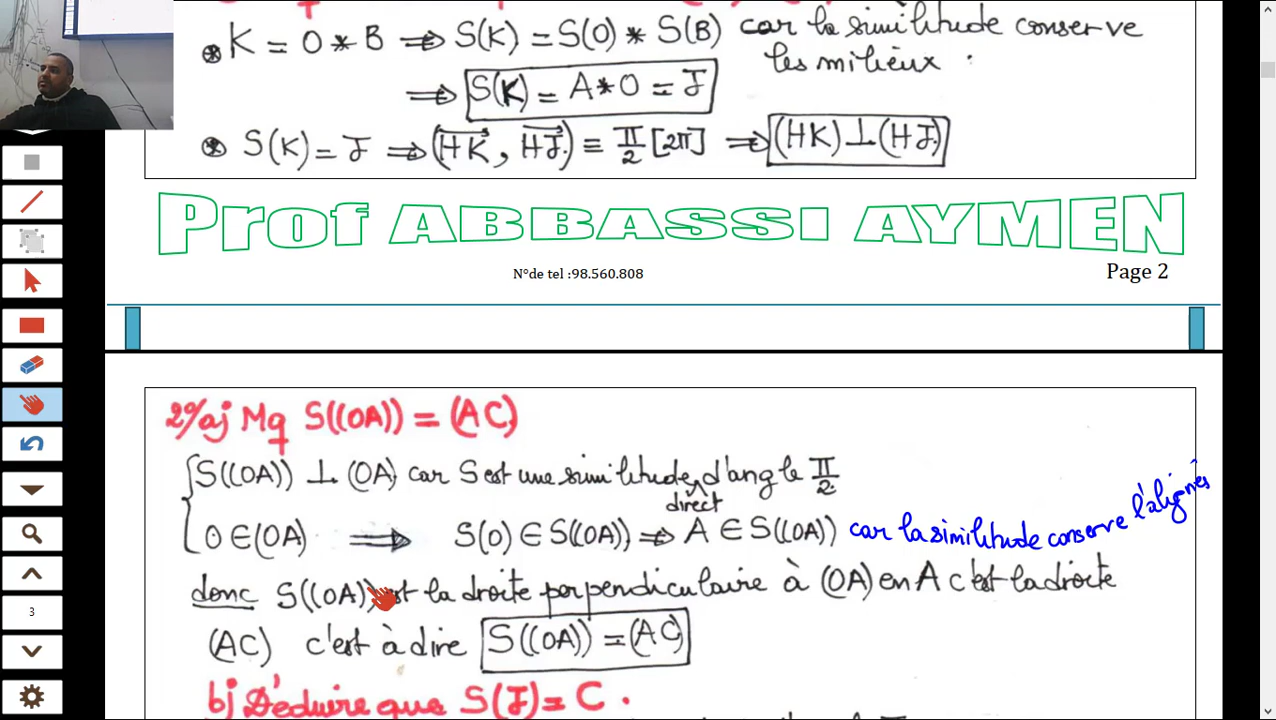 * K = O * B ⟹ S(K) = S(O) * S(B) car la similitude conserve
les milieux.
⟹ S(K) = A * O = J
* S(K) = J ⟹ (HK, HJ) ≡ π/2 [2π] ⟹ (HK) ⊥ (HJ)
Prof ABBASSI AYMEN
N°de tel :98.560.808
Page 2
2°/a) Mq S((OA)) = (AC)
S((OA)) ⊥ (OA) car S est une similitude direct d'angle π/2
O ∈ (OA) ⟹ S(O) ∈ S((OA)) ⟹ A ∈ S((OA)) car la similitude conserve l'alignês
donc S((OA)) est la droite perpendiculaire à (OA) en A c'est la droite
(AC) c'est à dire S((OA)) = (AC)
b) Déduire que S(J) = C.
3